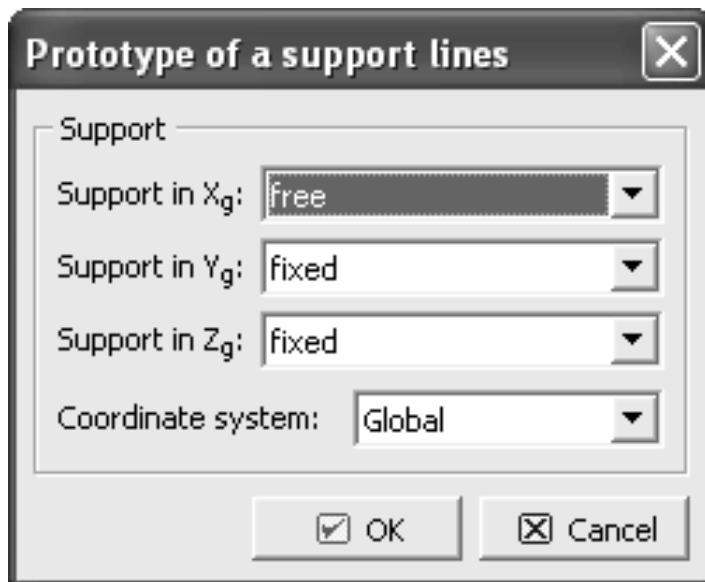 Prototype of a support lines
Support
Support in Xg: free
Support in Yg: fixed
Support in Zg: fixed
Coordinate system: Global
OK Cancel